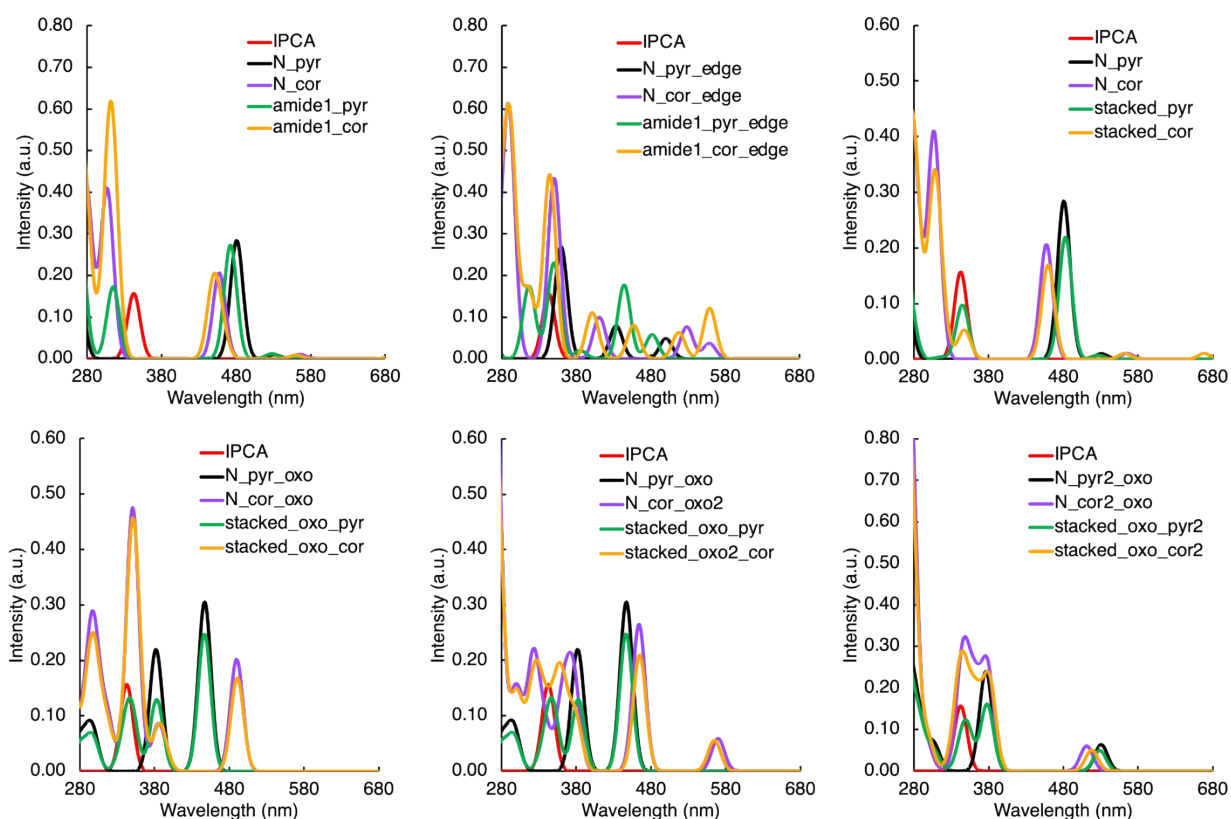 0.80
0.70
0.60
0.50
0.40
0.30
0.20
0.10
0.00
Intensity (a.u.)
280 380 480 580 680
Wavelength (nm)
IPCA
N_pyr
N_cor
amide1_pyr
amide1_cor
0.80
0.70
0.60
0.50
0.40
0.30
0.20
0.10
0.00
Intensity (a.u.)
280 380 480 580 680
Wavelength (nm)
IPCA
N_pyr_edge
N_cor_edge
amide1_pyr_edge
amide1_cor_edge
0.60
0.50
0.40
0.30
0.20
0.10
0.00
Intensity (a.u.)
280 380 480 580 680
Wavelength (nm)
IPCA
N_pyr
N_cor
stacked_pyr
stacked_cor
0.60
0.50
0.40
0.30
0.20
0.10
0.00
Intensity (a.u.)
280 380 480 580 680
Wavelength (nm)
IPCA
N_pyr_oxo
N_cor_oxo
stacked_oxo_pyr
stacked_oxo_cor
0.60
0.50
0.40
0.30
0.20
0.10
0.00
Intensity (a.u.)
280 380 480 580 680
Wavelength (nm)
IPCA
N_pyr_oxo
N_cor_oxo2
stacked_oxo_pyr
stacked_oxo2_cor
0.80
0.70
0.60
0.50
0.40
0.30
0.20
0.10
0.00
Intensity (a.u.)
280 380 480 580 680
Wavelength (nm)
IPCA
N_pyr2_oxo
N_cor2_oxo
stacked_oxo_pyr2
stacked_oxo_cor2